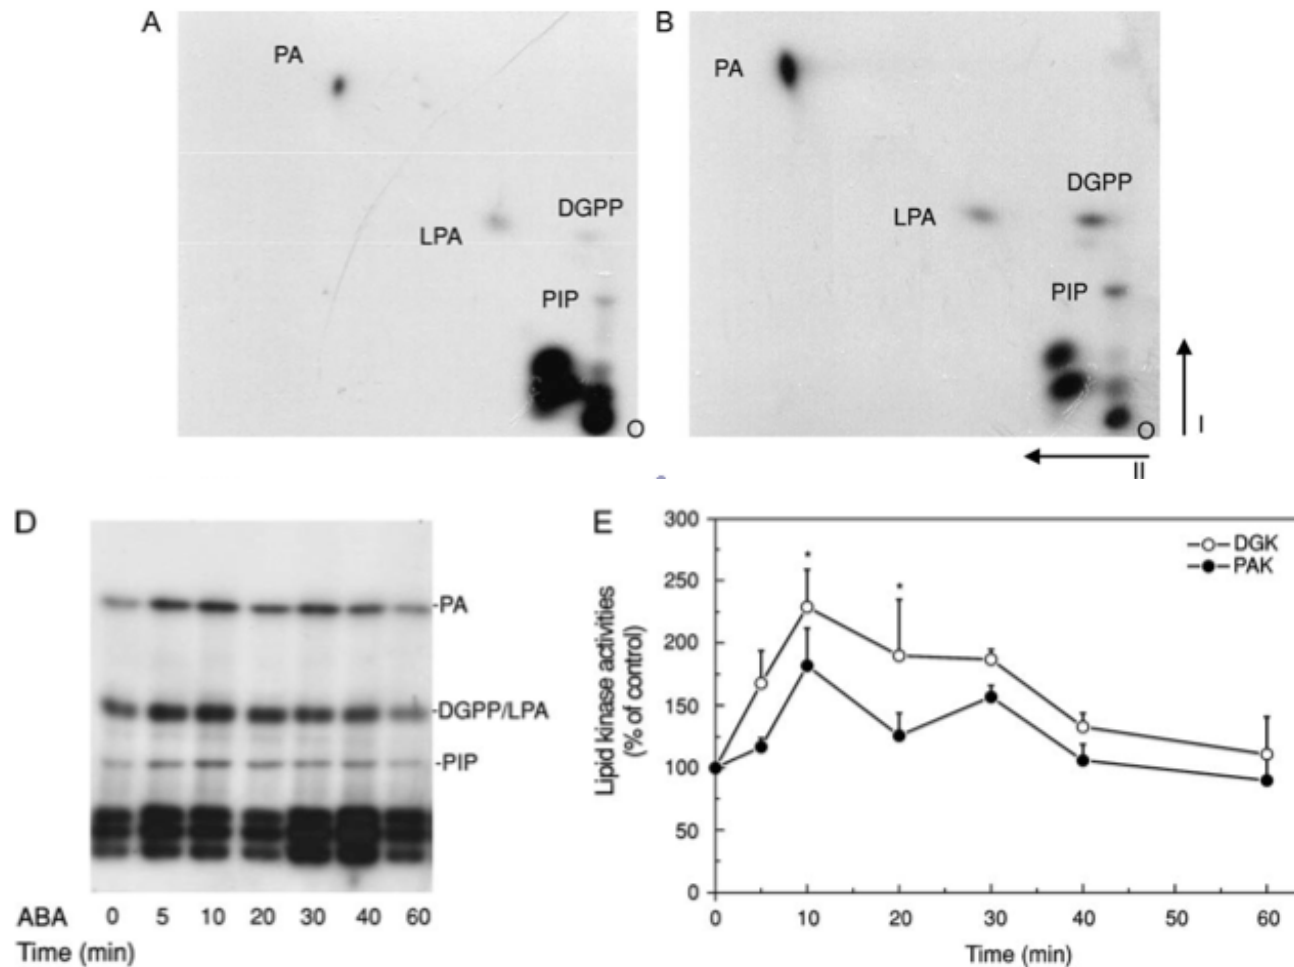 A
PA
LPA
DGPP
PIP
O
B
PA
LPA
DGPP
PIP
O
I
II
D
-PA
-DGPP/LPA
-PIP
ABA 0 5 10 20 30 40 60
Time (min)
E
300
250
200
150
100
50
0
Lipid kinase activities
(% of control)
* *
DGK
PAK
0 10 20 30 40 50 60
Time (min)